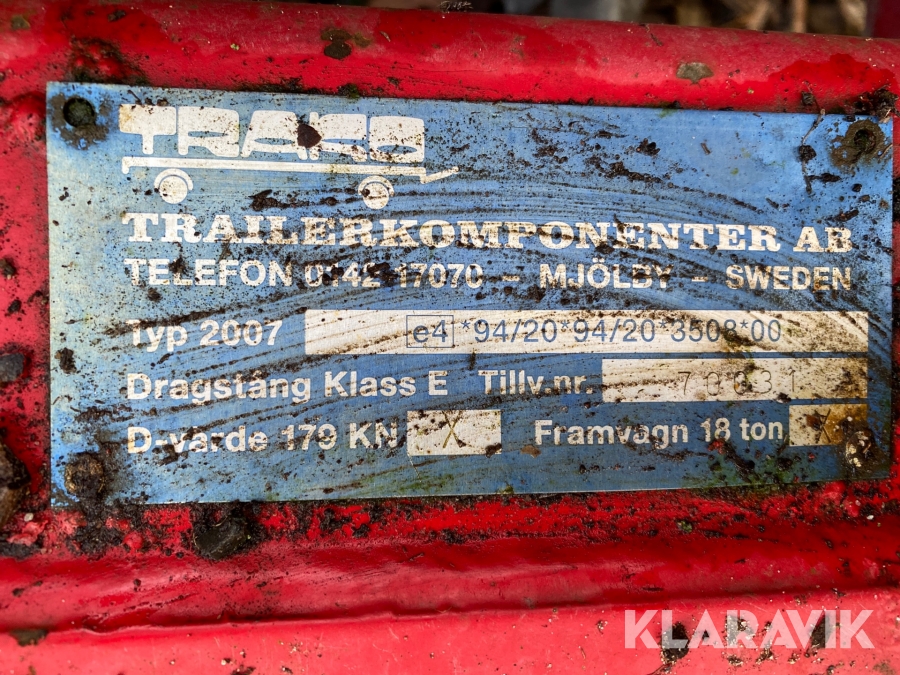 TRAKO
TRAILERKOMPONENTER AB
TELEFON 0142-17070 – MJÖLBY – SWEDEN
Typ 2007 e4 *94/20*94/20*3508*00
Dragstång Klass E Tillv.nr. 70031
D-värde 179 KN X Framvagn 18 ton X
KLARAVIK